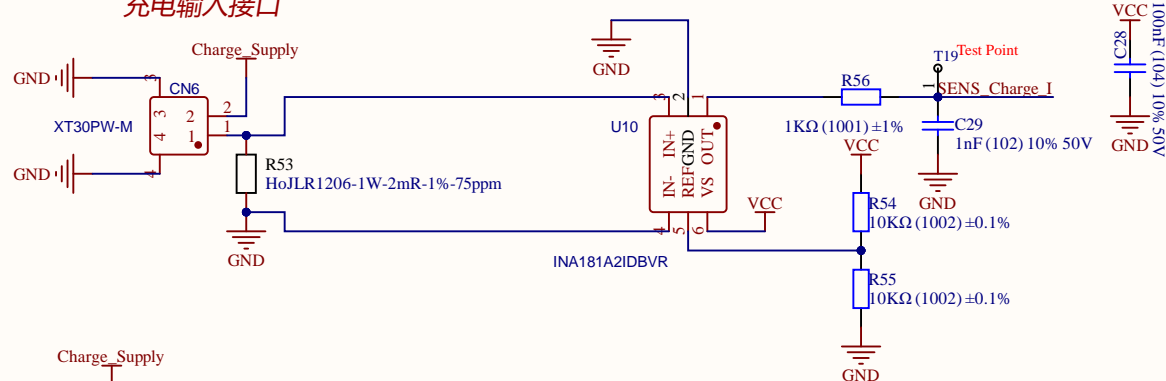 充电输入接口
Charge_Supply
GND
3
CN6
3
2
2
4
1
1
XT30PW-M
GND
4
R53
HoJLR1206-1W-2mR-1%-75ppm
GND
GND
3
2
1
U10
IN+
GND
OUT
IN-
REF
VS
4
5
6
INA181A2IDBVR
VCC
R56
1KΩ (1001) ±1%
T19
Test Point
1
SENS_Charge_I
C29
1nF (102) 10% 50V
GND
VCC
R54
10KΩ (1002) ±0.1%
R55
10KΩ (1002) ±0.1%
GND
VCC
C28
100nF (104) 10% 50V
GND
Charge_Supply